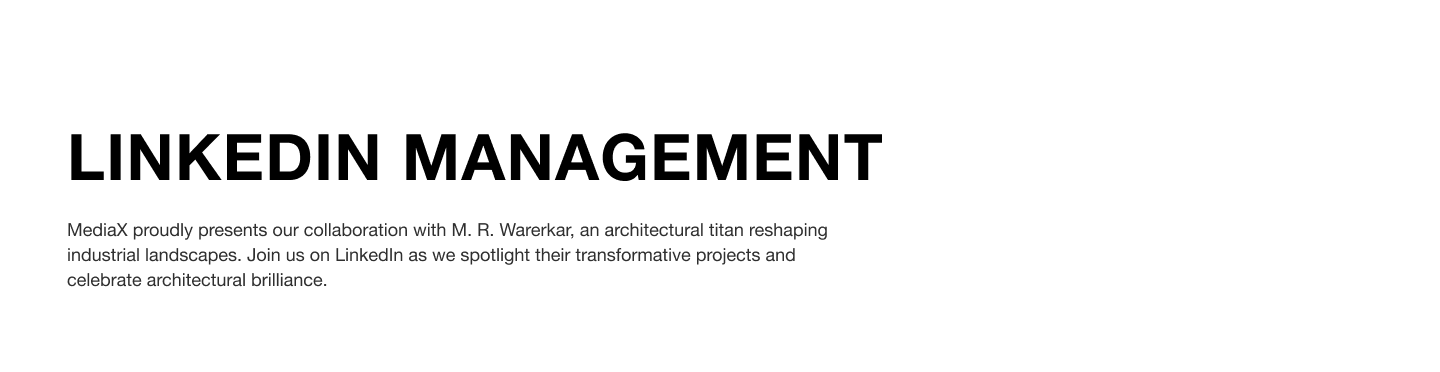 LINKEDIN MANAGEMENT
MediaX proudly presents our collaboration with M. R. Warerkar, an architectural titan reshaping
industrial landscapes. Join us on LinkedIn as we spotlight their transformative projects and
celebrate architectural brilliance.